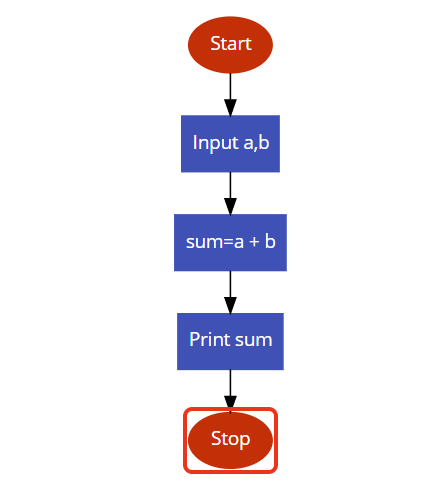 Start
Input a,b
sum=a + b
Print sum
Stop